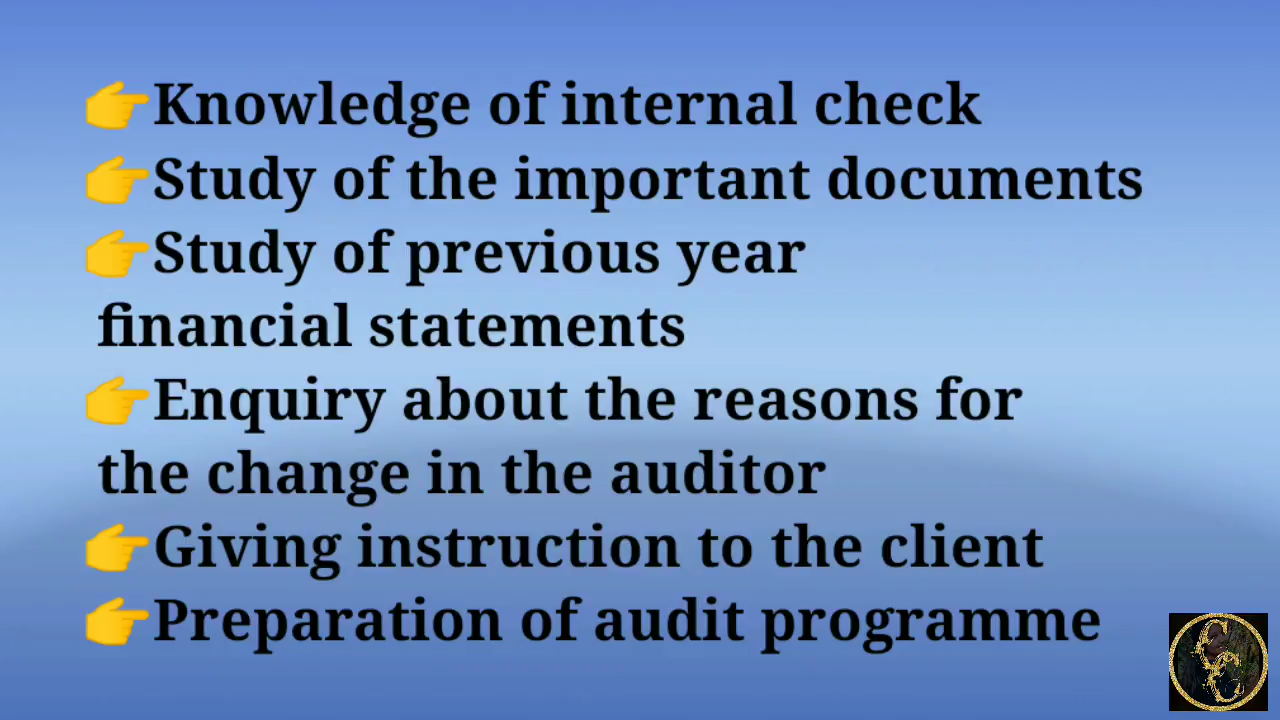 👉Knowledge of internal check
👉Study of the important documents
👉Study of previous year
financial statements
👉Enquiry about the reasons for
the change in the auditor
👉Giving instruction to the client
👉Preparation of audit programme